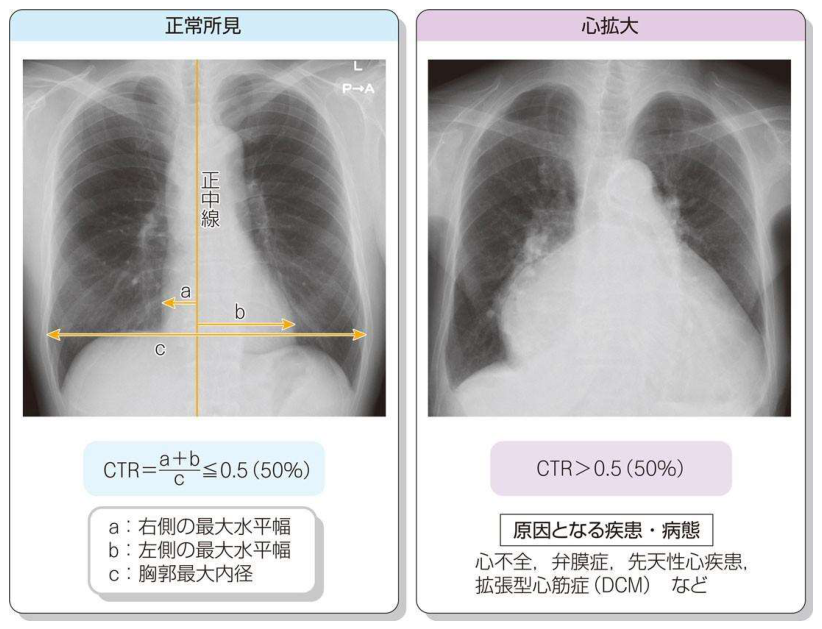 正常所見
L
P→A
正中線
a
b
c
CTR=a+b/c≦0.5(50%)
a:右側の最大水平幅
b:左側の最大水平幅
c:胸郭最大内径
心拡大
CTR>0.5(50%)
原因となる疾患・病態
心不全,弁膜症,先天性心疾患,
拡張型心筋症(DCM) など